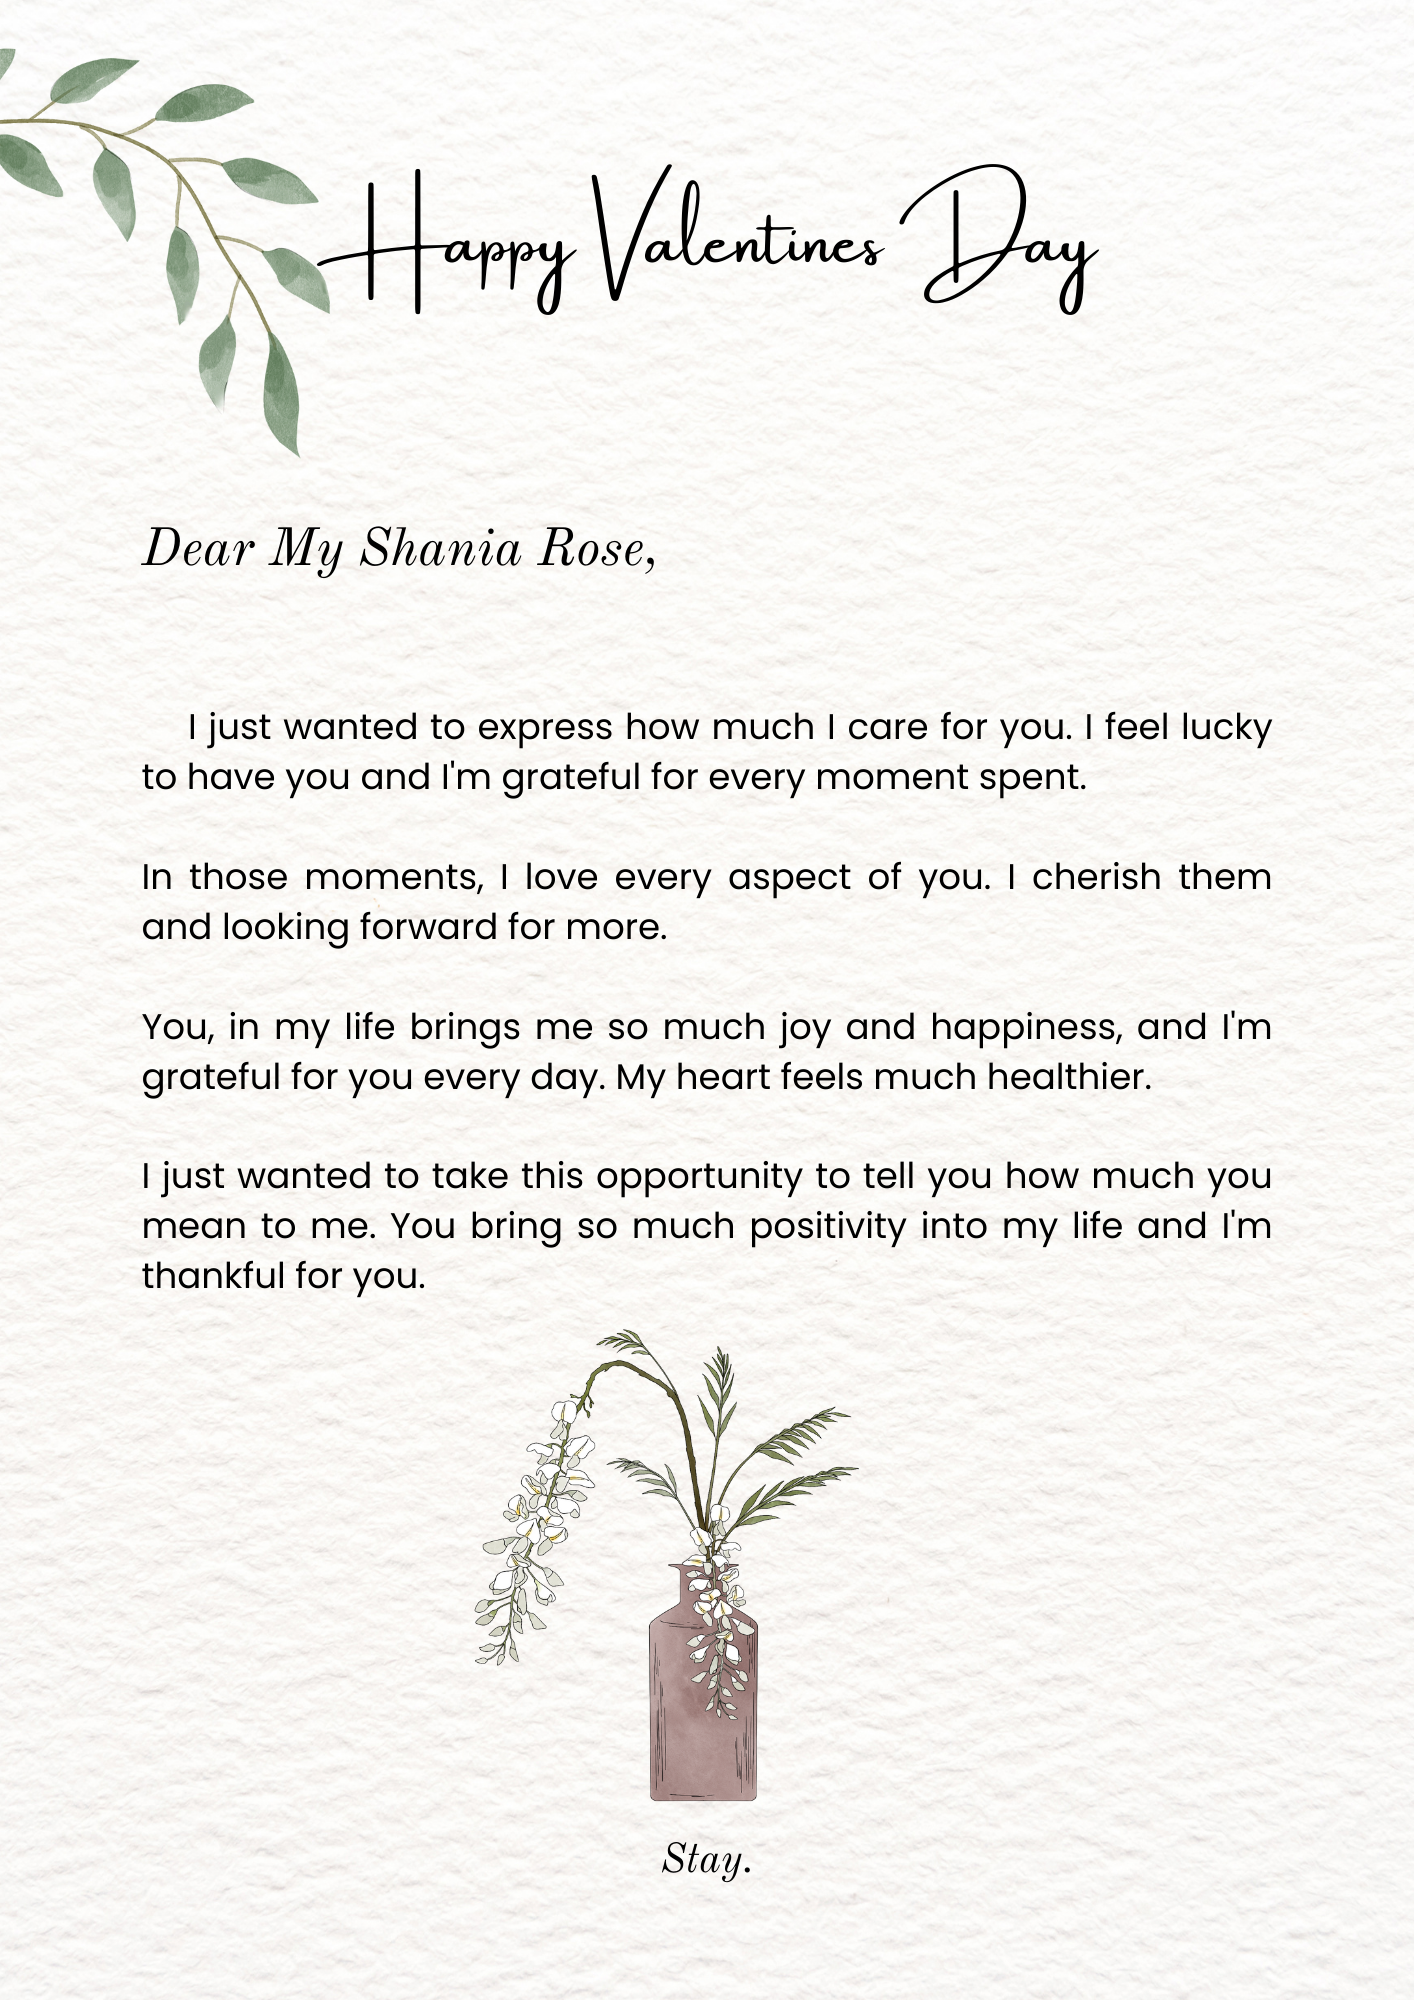 Happy Valentines Day
Dear My Shania Rose,
I just wanted to express how much I care for you. I feel lucky
to have you and I'm grateful for every moment spent.
In those moments, I love every aspect of you. I cherish them
and looking forward for more.
You, in my life brings me so much joy and happiness, and I'm
grateful for you every day. My heart feels much healthier.
I just wanted to take this opportunity to tell you how much you
mean to me. You bring so much positivity into my life and I'm
thankful for you.
Stay.